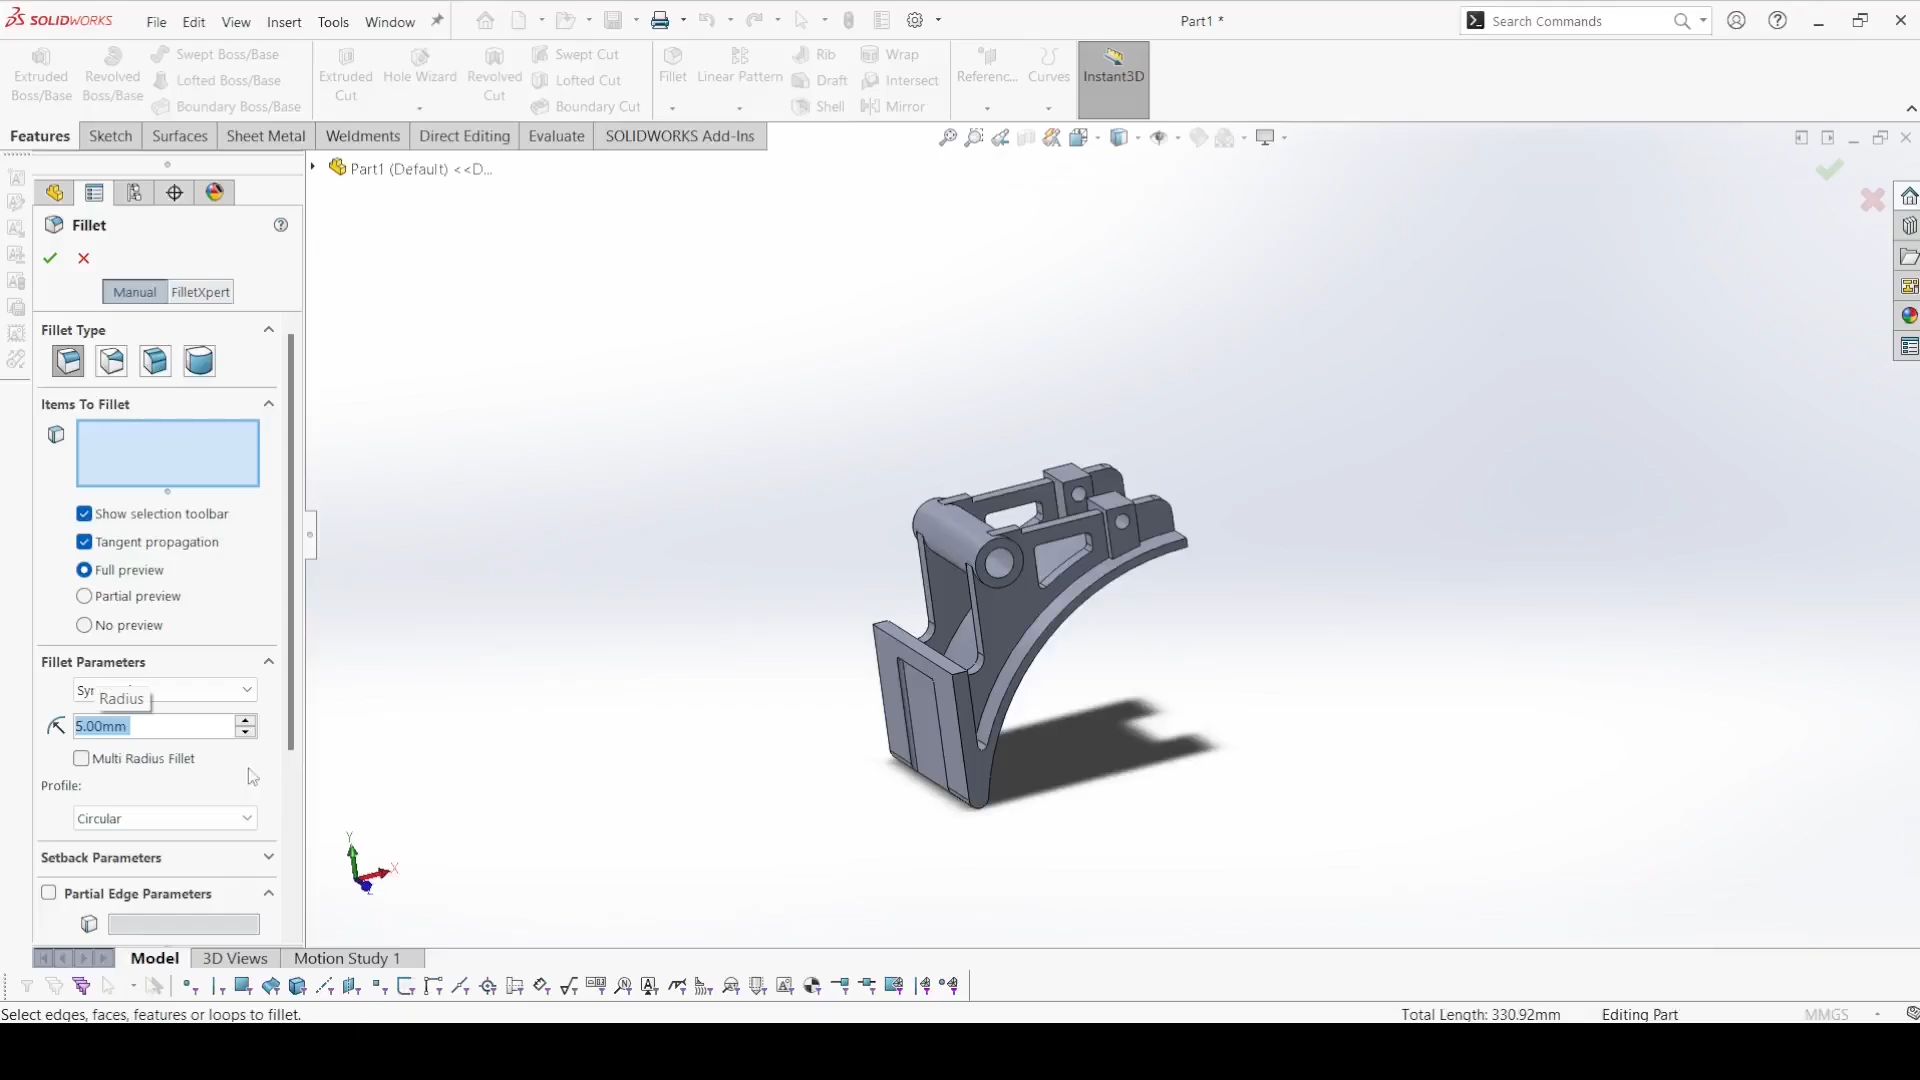 SOLIDWORKS
File Edit View Insert Tools Window
Part1 *
Search Commands
Extruded Boss/Base
Revolved Boss/Base
Swept Boss/Base
Lofted Boss/Base
Boundary Boss/Base
Extruded Cut
Hole Wizard
Revolved Cut
Swept Cut
Lofted Cut
Boundary Cut
Fillet
Linear Pattern
Rib
Draft
Shell
Wrap
Intersect
Mirror
Referenc...
Curves
Instant3D
Features Sketch Surfaces Sheet Metal Weldments Direct Editing Evaluate SOLIDWORKS Add-Ins
Part1 (Default) <<D...
Fillet
Manual FilletXpert
Fillet Type
Items To Fillet
Show selection toolbar
Tangent propagation
Full preview
Partial preview
No preview
Fillet Parameters
Radius
5.00mm
Multi Radius Fillet
Profile:
Circular
Setback Parameters
Partial Edge Parameters
Y
X
Z
Model 3D Views Motion Study 1
Select edges, faces, features or loops to fillet.
Total Length: 330.92mm Editing Part MMGS